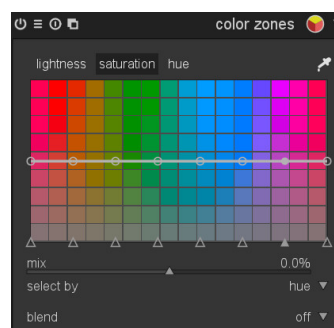 color zones
lightness saturation hue
mix 0.0%
select by hue
blend off